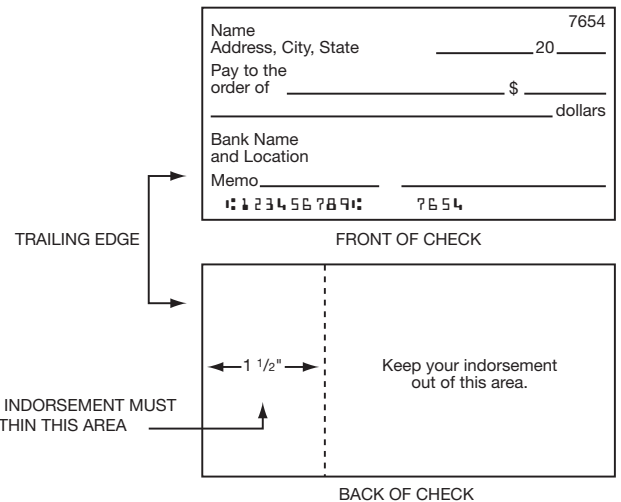 7654
Name
Address, City, State 20
Pay to the
order of $
dollars
Bank Name
and Location
Memo
⑆123456789⑆ 7654
TRAILING EDGE
FRONT OF CHECK
1 1/2"
Keep your indorsement
out of this area.
INDORSEMENT MUST
THIS AREA
BACK OF CHECK